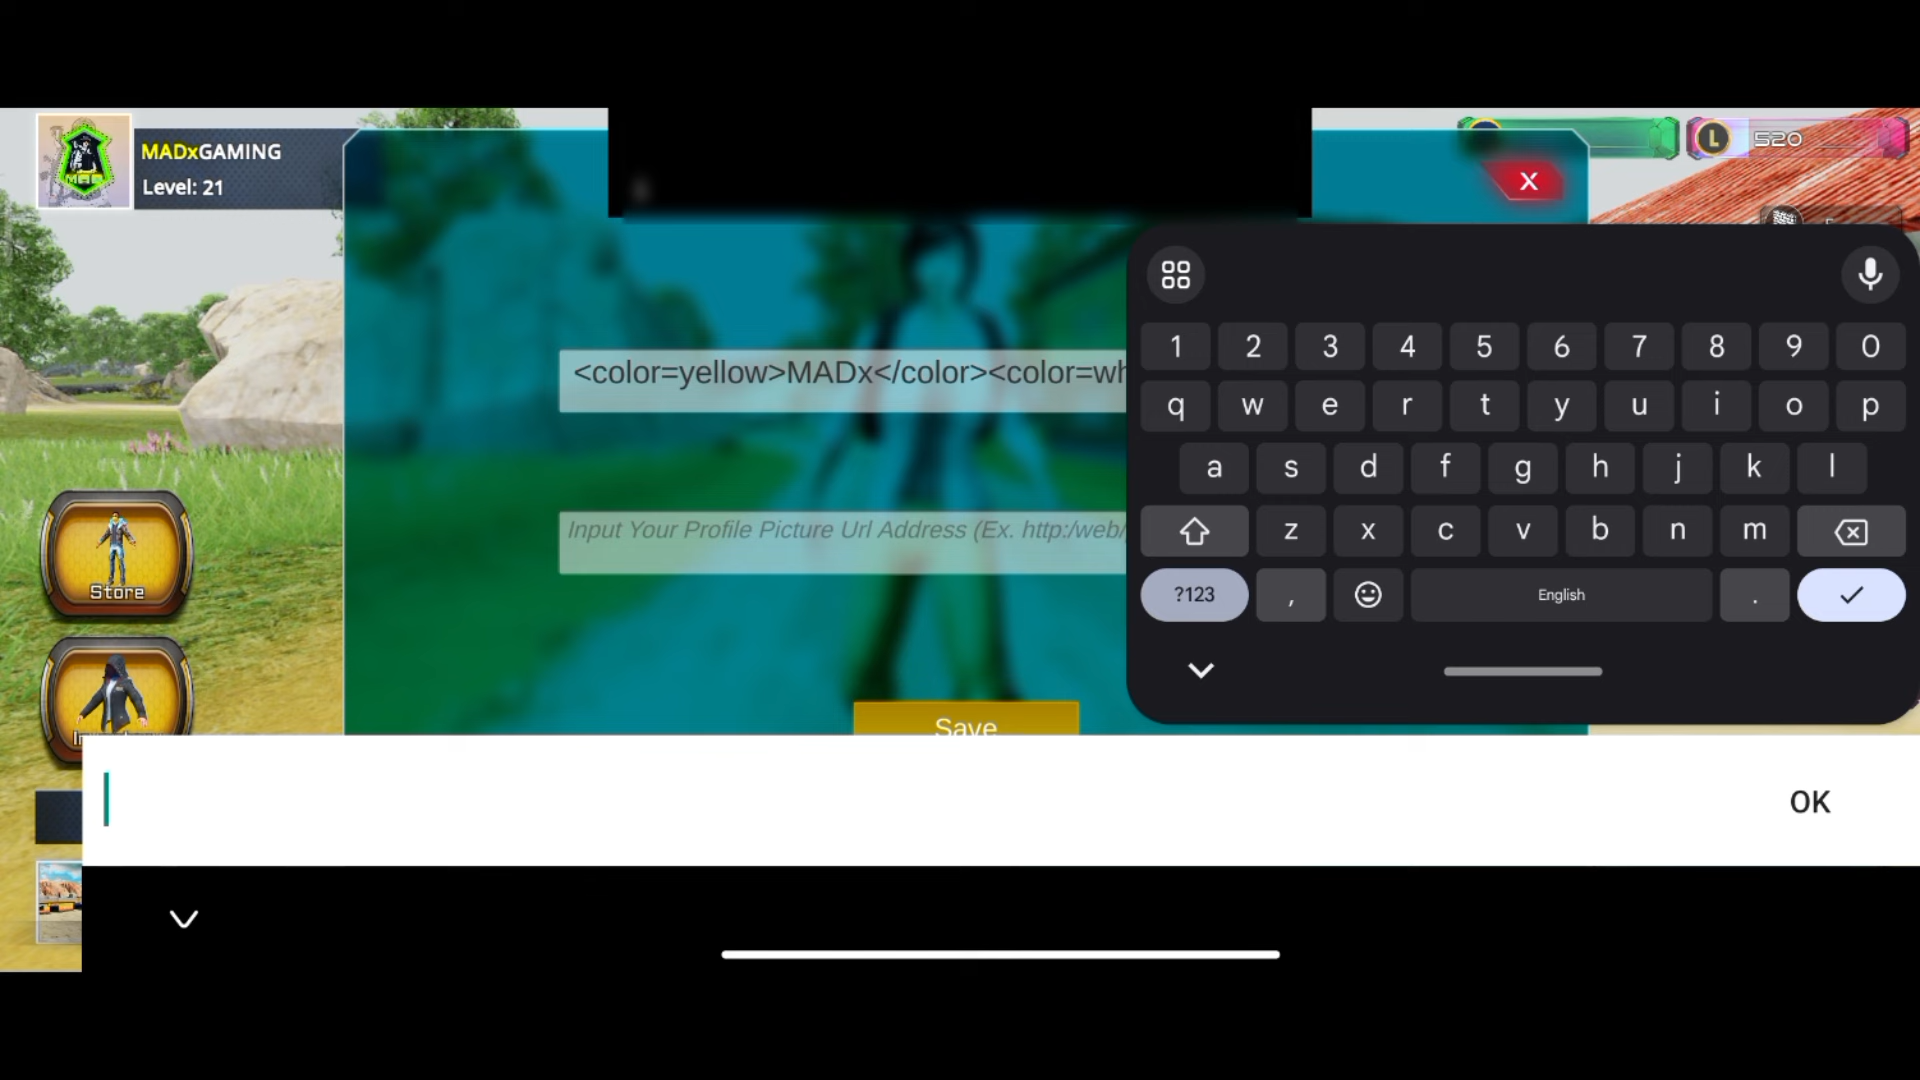 MADxGAMING
Level: 21
520
X
<color=yellow>MADx</color><color=wh
Input Your Profile Picture Url Address (Ex. http:/web/
Save
Store
1 2 3 4 5 6 7 8 9 0
q w e r t y u i o p
a s d f g h j k l
z x c v b n m
?123 , English .
OK